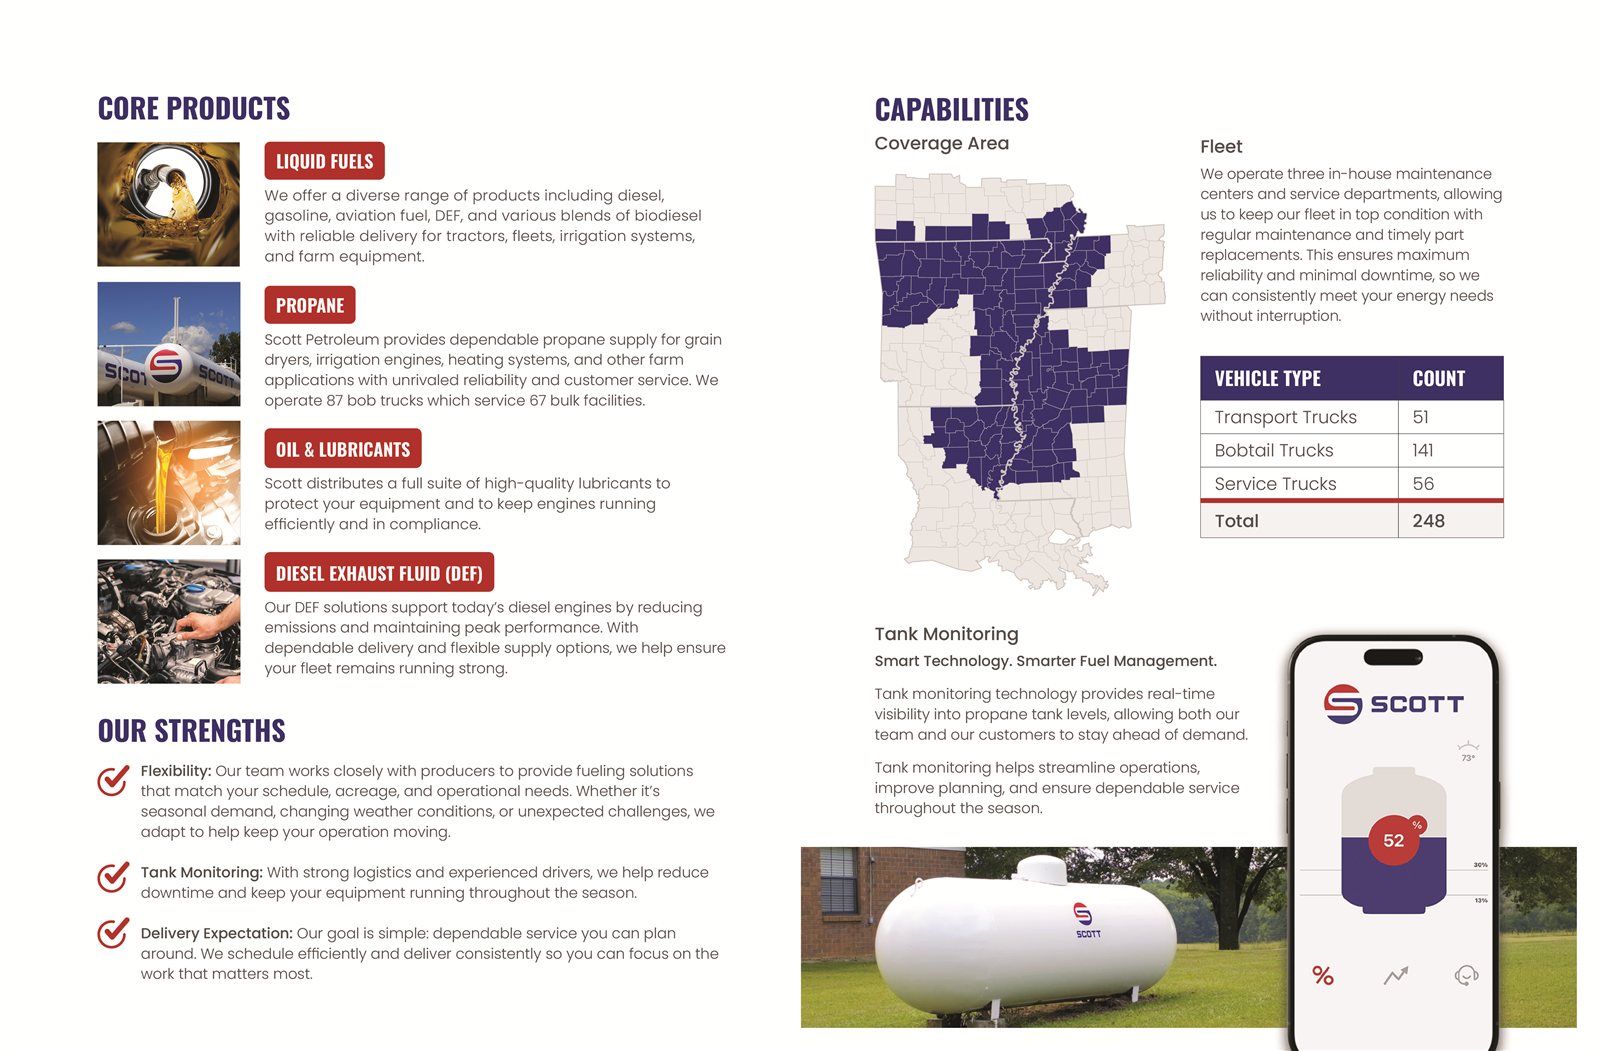 CORE PRODUCTS
LIQUID FUELS
We offer a diverse range of products including diesel,
gasoline, aviation fuel, DEF, and various blends of biodiesel
with reliable delivery for tractors, fleets, irrigation systems,
and farm equipment.
SCOTT
SCOTT
PROPANE
Scott Petroleum provides dependable propane supply for grain
dryers, irrigation engines, heating systems, and other farm
applications with unrivaled reliability and customer service. We
operate 87 bob trucks which service 67 bulk facilities.
OIL & LUBRICANTS
Scott distributes a full suite of high-quality lubricants to
protect your equipment and to keep engines running
efficiently and in compliance.
DIESEL EXHAUST FLUID (DEF)
Our DEF solutions support today's diesel engines by reducing
emissions and maintaining peak performance. With
dependable delivery and flexible supply options, we help ensure
your fleet remains running strong.
OUR STRENGTHS
Flexibility: Our team works closely with producers to provide fueling solutions
that match your schedule, acreage, and operational needs. Whether it's
seasonal demand, changing weather conditions, or unexpected challenges, we
adapt to help keep your operation moving.
Tank Monitoring: With strong logistics and experienced drivers, we help reduce
downtime and keep your equipment running throughout the season.
Delivery Expectation: Our goal is simple: dependable service you can plan
around. We schedule efficiently and deliver consistently so you can focus on the
work that matters most.
CAPABILITIES
Coverage Area
Fleet
We operate three in-house maintenance
centers and service departments, allowing
us to keep our fleet in top condition with
regular maintenance and timely part
replacements. This ensures maximum
reliability and minimal downtime, so we
can consistently meet your energy needs
without interruption.
VEHICLE TYPE COUNT
Transport Trucks 51
Bobtail Trucks 141
Service Trucks 56
Total 248
Tank Monitoring
Smart Technology. Smarter Fuel Management.
Tank monitoring technology provides real-time
visibility into propane tank levels, allowing both our
team and our customers to stay ahead of demand.
Tank monitoring helps streamline operations,
improve planning, and ensure dependable service
throughout the season.
SCOTT
SCOTT
73°
%
52
30%
13%
%